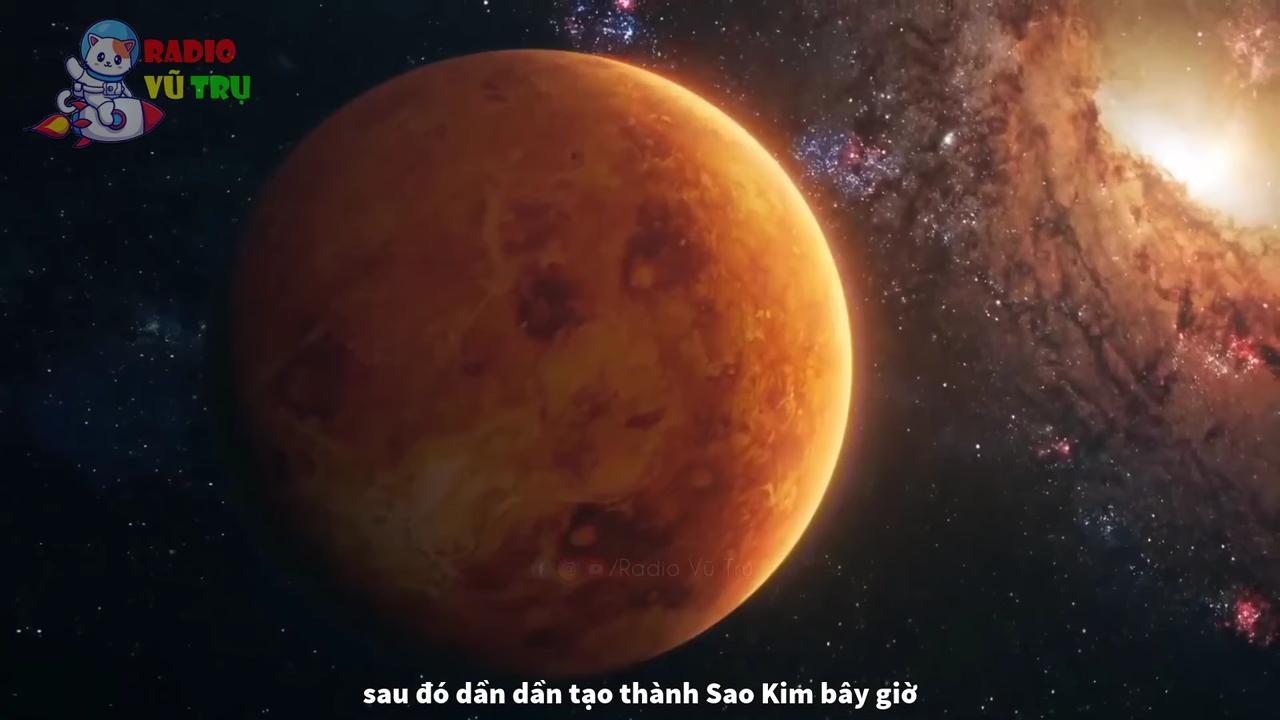 RADIO
VŨ TRỤ
/Radio Vũ Trụ
sau đó dần dần tạo thành Sao Kim bây giờ